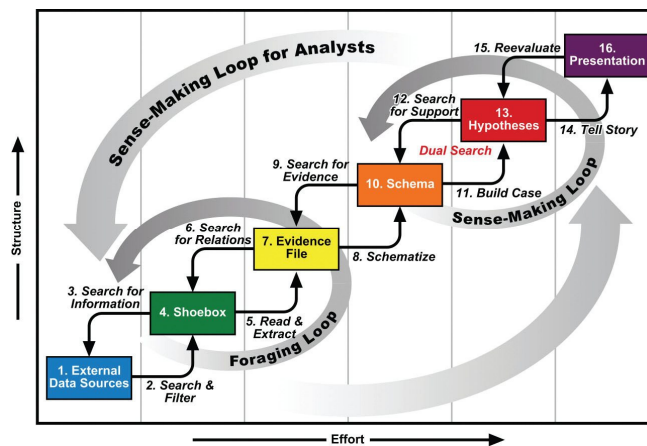 Sense-Making Loop for Analysts
15. Reevaluate
16.
Presentation
12. Search
for Support
13.
Hypotheses
14. Tell Story
Dual Search
9. Search for
Evidence
10. Schema
11. Build Case
Sense-Making Loop
6. Search
for Relations
7. Evidence
File
8. Schematize
3. Search for
Information
4. Shoebox
5. Read &
Extract
Foraging Loop
1. External
Data Sources
2. Search &
Filter
Structure
Effort